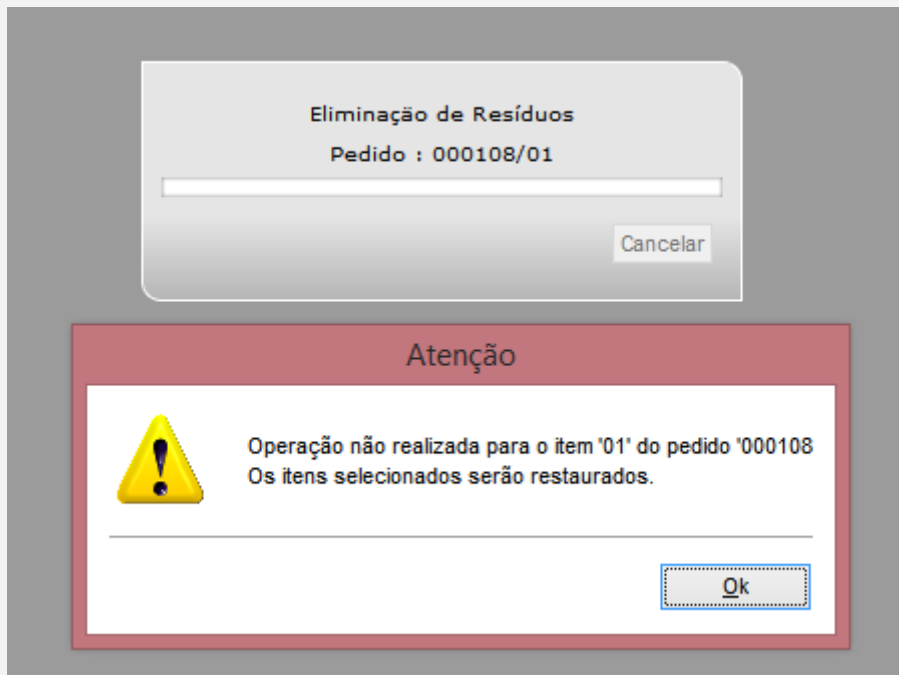 Eliminação de Resíduos
Pedido : 000108/01
Cancelar
Atenção
Operação não realizada para o item '01' do pedido '000108
Os itens selecionados serão restaurados.
Ok